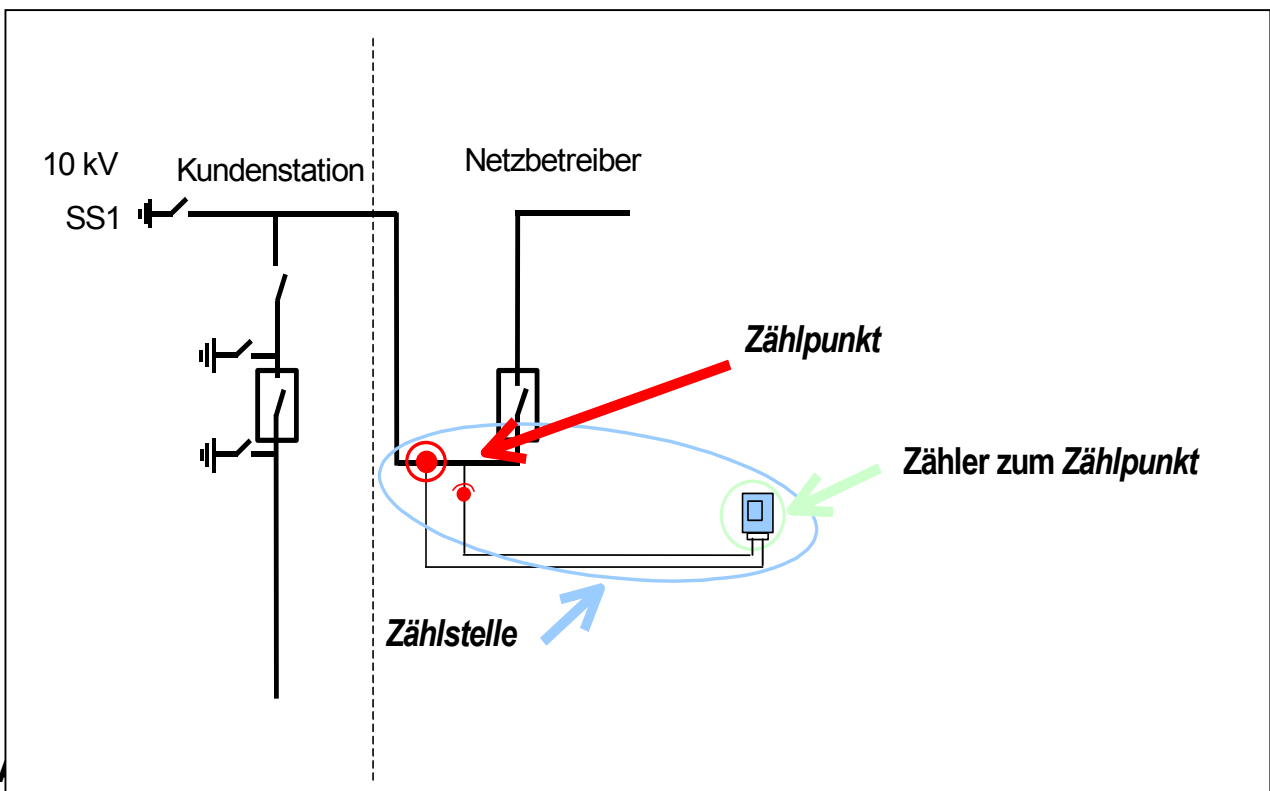 10 kV
Kundenstation
Netzbetreiber
SS1
Zählpunkt
Zähler zum Zählpunkt
Zählstelle